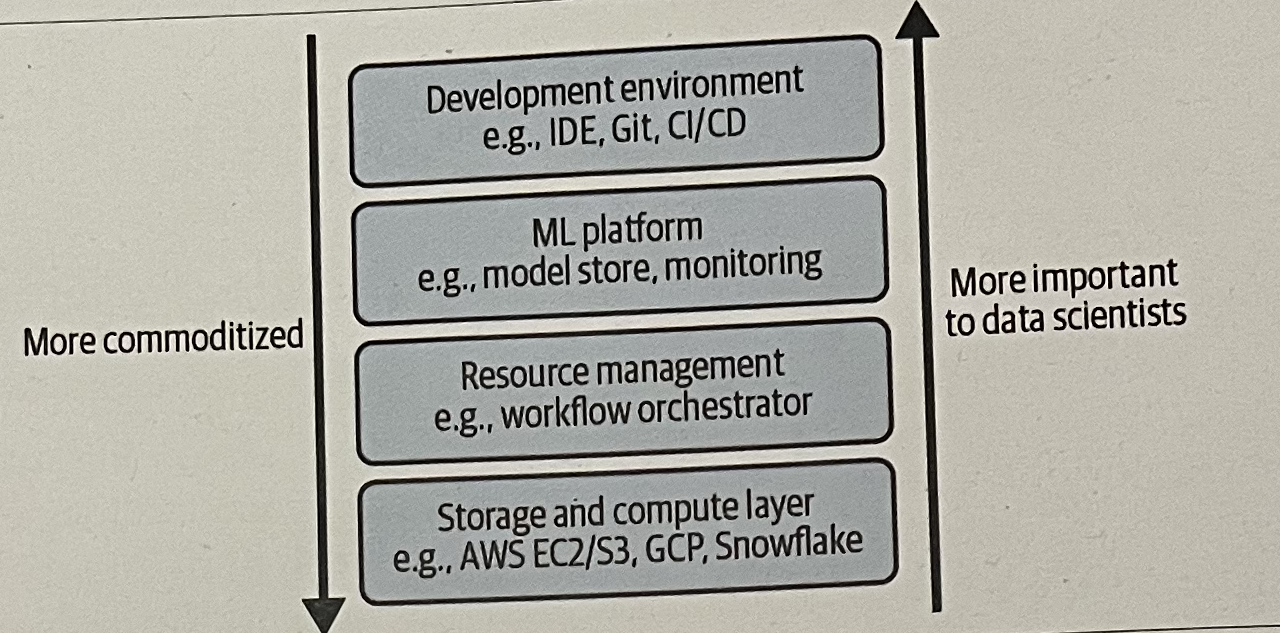 Development environment
e.g., IDE, Git, CI/CD
ML platform
e.g., model store, monitoring
More commoditized
More important
to data scientists
Resource management
e.g., workflow orchestrator
Storage and compute layer
e.g., AWS EC2/S3, GCP, Snowflake